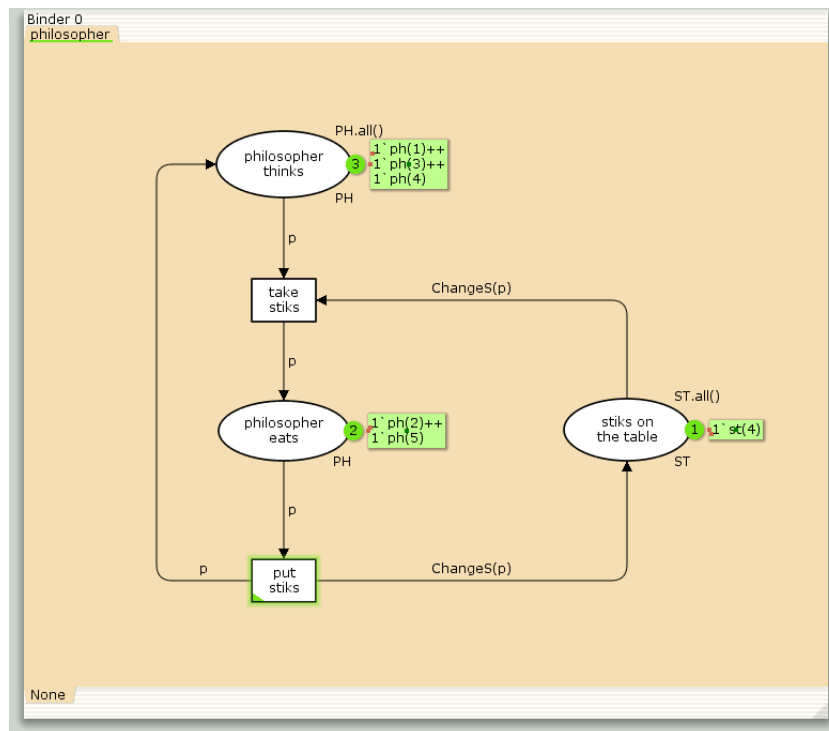 Binder 0
philosopher
PH.all()
philosopher
thinks
3
1`ph(1)++
1`ph(3)++
1`ph(4)
PH
p
take
stiks
ChangeS(p)
p
ST.all()
philosopher
eats
2
1`ph(2)++
1`ph(5)
PH
stiks on
the table
1
1`st(4)
ST
p
p
put
stiks
ChangeS(p)
None